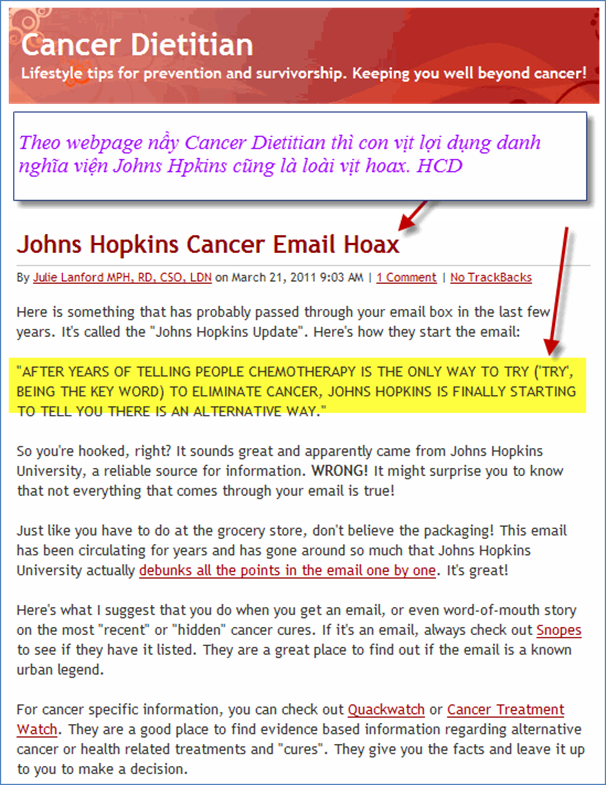 Cancer Dietitian
Lifestyle tips for prevention and survivorship. Keeping you well beyond cancer!
Theo webpage nầy Cancer Dietitian thì con vịt lợi dụng danh
nghĩa viện Johns Hpkins cũng là loài vịt hoax. HCD
Johns Hopkins Cancer Email Hoax
By Julie Lanford MPH, RD, CSO, LDN on March 21, 2011 9:03 AM | 1 Comment | No TrackBacks
Here is something that has probably passed through your email box in the last few
years. It's called the "Johns Hopkins Update". Here's how they start the email:
"AFTER YEARS OF TELLING PEOPLE CHEMOTHERAPY IS THE ONLY WAY TO TRY ('TRY',
BEING THE KEY WORD) TO ELIMINATE CANCER, JOHNS HOPKINS IS FINALLY STARTING
TO TELL YOU THERE IS AN ALTERNATIVE WAY."
So you're hooked, right? It sounds great and apparently came from Johns Hopkins
University, a reliable source for information. WRONG! It might surprise you to know
that not everything that comes through your email is true!
Just like you have to do at the grocery store, don't believe the packaging! This email
has been circulating for years and has gone around so much that Johns Hopkins
University actually debunks all the points in the email one by one. It's great!
Here's what I suggest that you do when you get an email, or even word-of-mouth story
on the most "recent" or "hidden" cancer cures. If it's an email, always check out Snopes
to see if they have it listed. They are a great place to find out if the email is a known
urban legend.
For cancer specific information, you can check out Quackwatch or Cancer Treatment
Watch. They are a good place to find evidence based information regarding alternative
cancer or health related treatments and "cures". They give you the facts and leave it up
to you to make a decision.